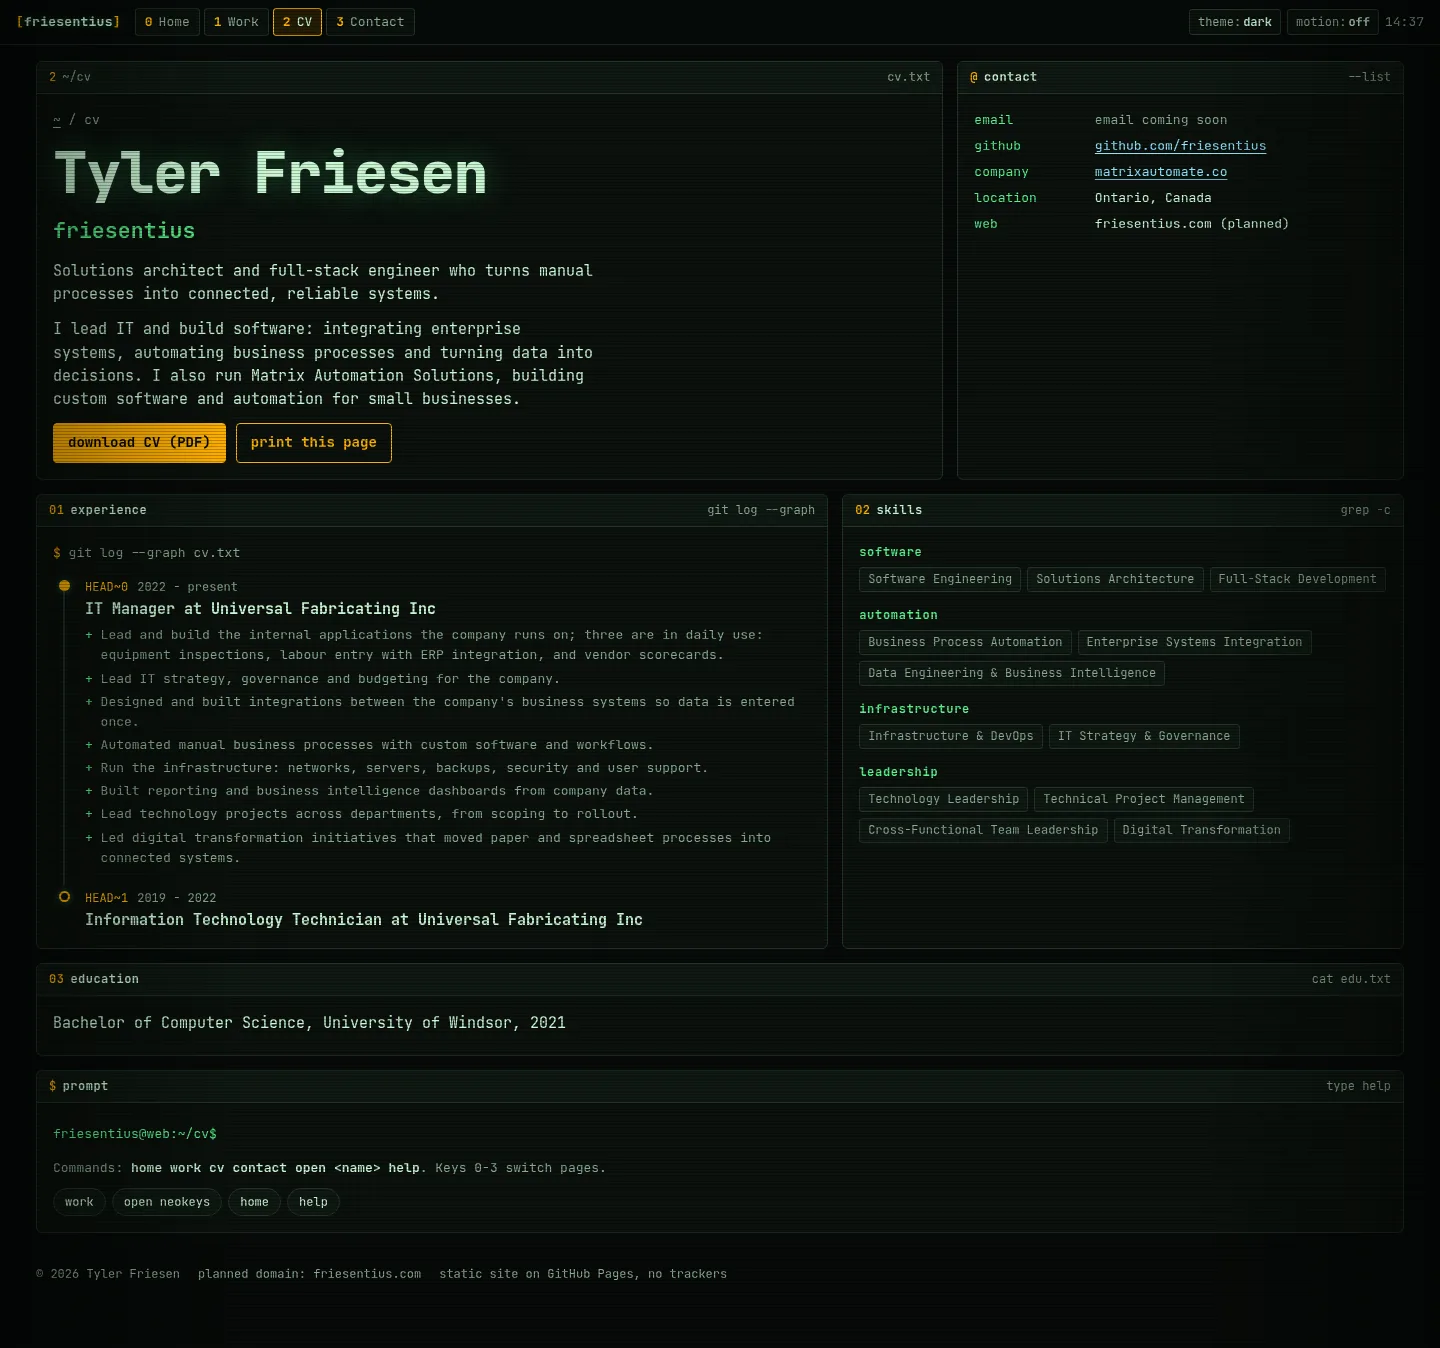 [friesentius] 0 Home 1 Work 2 CV 3 Contact theme:dark motion:off 14:37
2 ~/cv cv.txt
~ / cv
Tyler Friesen
friesentius
Solutions architect and full-stack engineer who turns manual
processes into connected, reliable systems.
I lead IT and build software: integrating enterprise
systems, automating business processes and turning data into
decisions. I also run Matrix Automation Solutions, building
custom software and automation for small businesses.
download CV (PDF) print this page
@ contact --list
email email coming soon
github github.com/friesentius
company matrixautomate.co
location Ontario, Canada
web friesentius.com (planned)
01 experience git log --graph
$ git log --graph cv.txt
HEAD~0 2022 - present
IT Manager at Universal Fabricating Inc
+ Lead and build the internal applications the company runs on; three are in daily use:
equipment inspections, labour entry with ERP integration, and vendor scorecards.
+ Lead IT strategy, governance and budgeting for the company.
+ Designed and built integrations between the company's business systems so data is entered
once.
+ Automated manual business processes with custom software and workflows.
+ Run the infrastructure: networks, servers, backups, security and user support.
+ Built reporting and business intelligence dashboards from company data.
+ Lead technology projects across departments, from scoping to rollout.
+ Led digital transformation initiatives that moved paper and spreadsheet processes into
connected systems.
HEAD~1 2019 - 2022
Information Technology Technician at Universal Fabricating Inc
02 skills grep -c
software
Software Engineering Solutions Architecture Full-Stack Development
automation
Business Process Automation Enterprise Systems Integration
Data Engineering & Business Intelligence
infrastructure
Infrastructure & DevOps IT Strategy & Governance
leadership
Technology Leadership Technical Project Management
Cross-Functional Team Leadership Digital Transformation
03 education cat edu.txt
Bachelor of Computer Science, University of Windsor, 2021
$ prompt type help
friesentius@web:~/cv$
Commands: home work cv contact open <name> help. Keys 0-3 switch pages.
work open neokeys home help
© 2026 Tyler Friesen planned domain: friesentius.com static site on GitHub Pages, no trackers